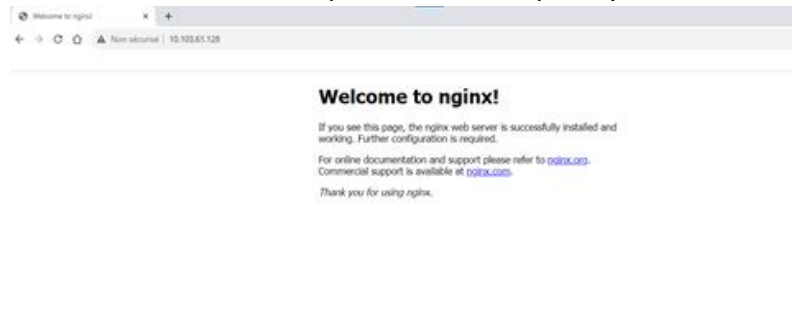 Welcome to nginx!
Non sécurisé | 10.103.61.128
Welcome to nginx!
If you see this page, the nginx web server is successfully installed and
working. Further configuration is required.
For online documentation and support please refer to nginx.org.
Commercial support is available at nginx.com.
Thank you for using nginx.